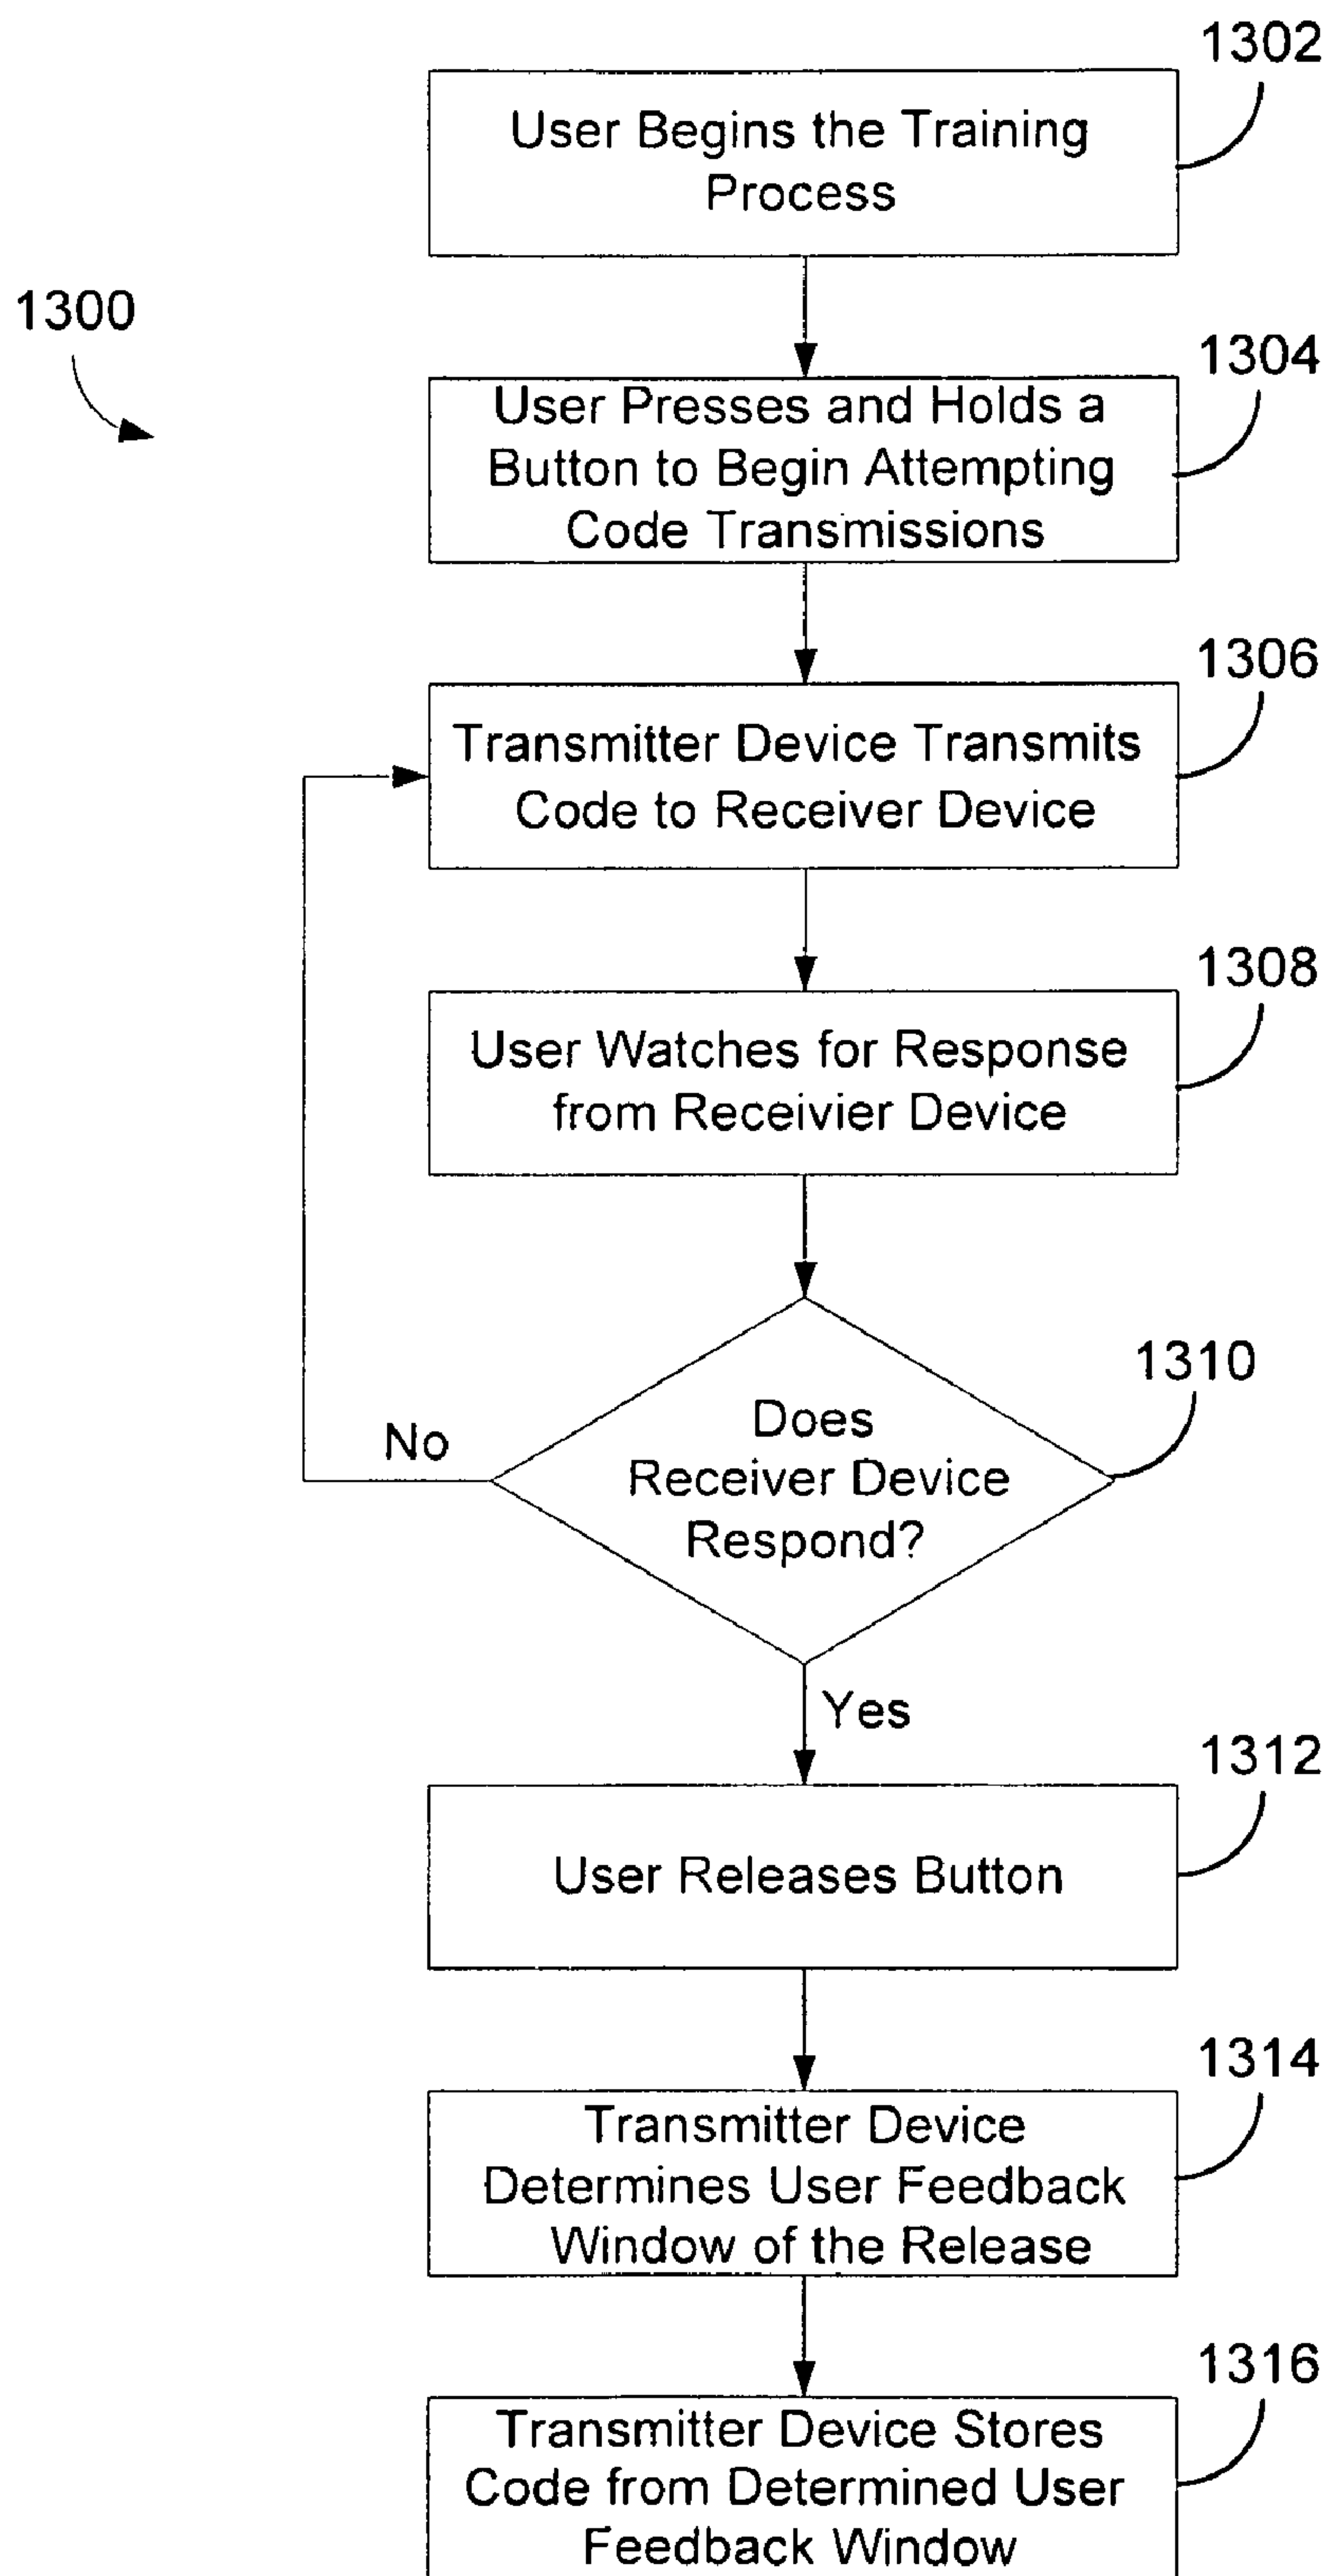 1302
User Begins the Training
Process
1300
1304
User Presses and Holds a
Button to Begin Attempting
Code Transmissions
1306
Transmitter Device Transmits
Code to Receiver Device
1308
User Watches for Response
from Receivier Device
1310
Does
Receiver Device
Respond?
No
Yes
1312
User Releases Button
1314
Transmitter Device
Determines User Feedback
Window of the Release
1316
Transmitter Device Stores
Code from Determined User
Feedback Window